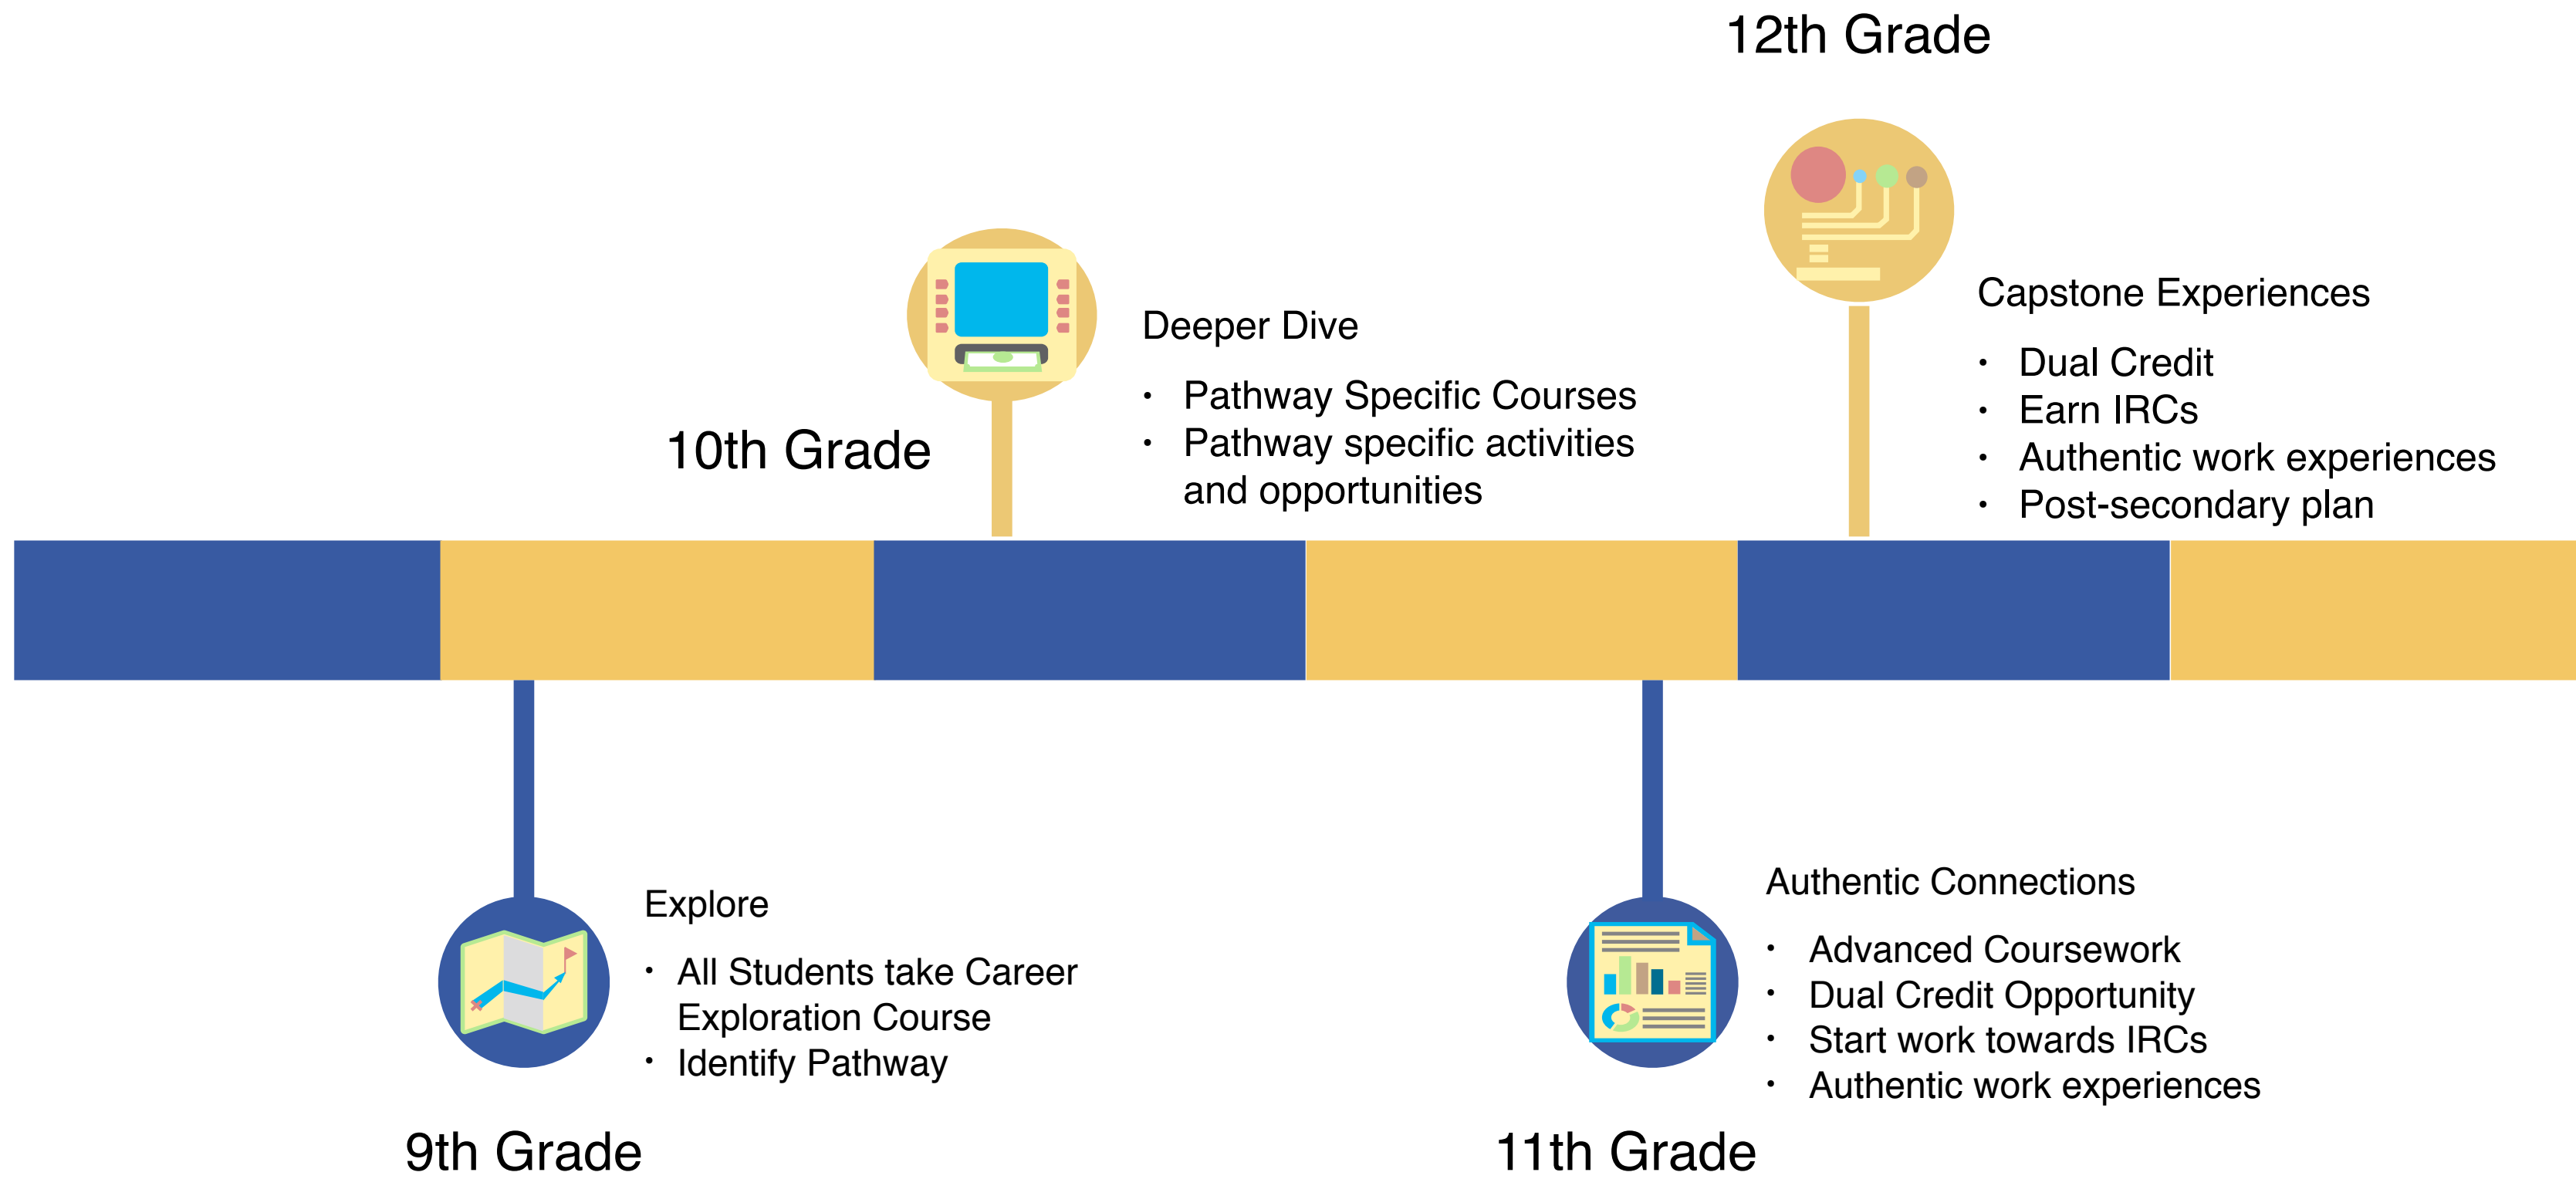 12th Grade
Capstone Experiences
• Dual Credit
• Earn IRCs
• Authentic work experiences
• Post-secondary plan
10th Grade
Deeper Dive
• Pathway Specific Courses
• Pathway specific activities
and opportunities
Explore
• All Students take Career
Exploration Course
• Identify Pathway
9th Grade
Authentic Connections
• Advanced Coursework
• Dual Credit Opportunity
• Start work towards IRCs
• Authentic work experiences
11th Grade